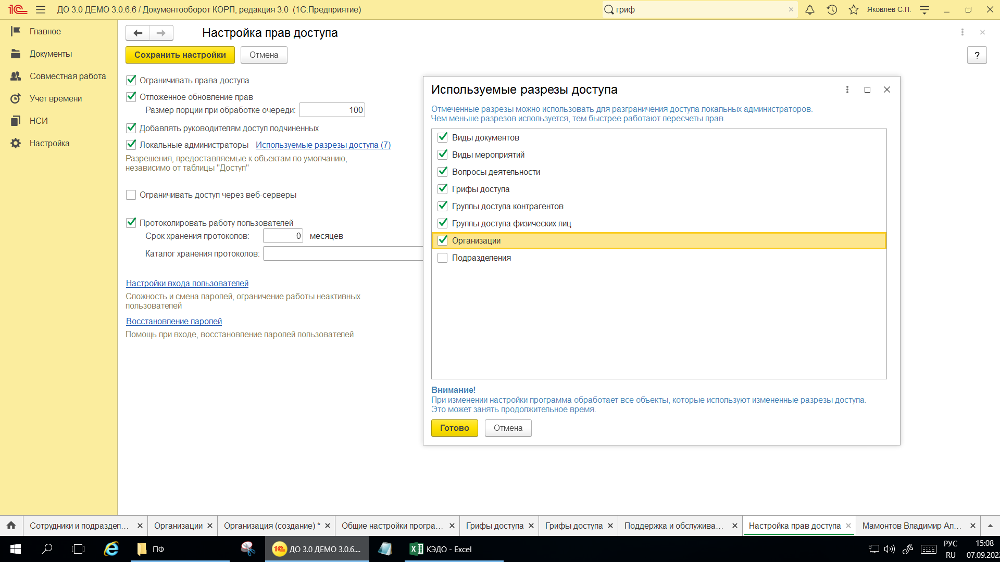 ДО 3.0 ДЕМО 3.0.6.6 / Документооборот КОРП, редакция 3.0 (1С:Предприятие)
гриф
Яковлев С.П.
Главное
Документы
Совместная работа
Учет времени
НСИ
Настройка
Настройка прав доступа
Сохранить настройки
Отмена
?
Ограничивать права доступа
Отложенное обновление прав
Размер порции при обработке очереди: 100
Добавлять руководителям доступ подчиненных
Локальные администраторы Используемые разрезы доступа (7)
Разрешения, предоставляемые к объектам по умолчанию,
независимо от таблицы "Доступ"
Ограничивать доступ через веб-серверы
Протоколировать работу пользователей
Срок хранения протоколов: 0 месяцев
Каталог хранения протоколов:
Настройки входа пользователей
Сложность и смена паролей, ограничение работы неактивных
пользователей
Восстановление паролей
Помощь при входе, восстановление паролей пользователей
Используемые разрезы доступа
Отмеченные разрезы можно использовать для разграничения доступа локальных администраторов.
Чем меньше разрезов используется, тем быстрее работают пересчеты прав.
Виды документов
Виды мероприятий
Вопросы деятельности
Грифы доступа
Группы доступа контрагентов
Группы доступа физических лиц
Организации
Подразделения
Внимание!
При изменении настройки программа обработает все объекты, которые используют измененные разрезы доступа.
Это может занять продолжительное время.
Готово
Отмена
Сотрудники и подраздел...
Организации
Организация (создание) *
Общие настройки програ...
Грифы доступа
Грифы доступа
Поддержка и обслужива...
Настройка прав доступа
Мамонтов Владимир Ал...
ПФ
ДО 3.0 ДЕМО 3.0.6....
КЭДО - Excel
РУС
RU
15:08
07.09.202